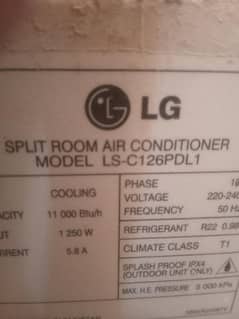 LG
SPLIT ROOM AIR CONDITIONER
MODEL LS-C126PDL1
COOLING
11 000 Btu/h
1 250 W
5.8 A
PHASE
VOLTAGE 220-240
FREQUENCY 50 Hz
REFRIGERANT R22
CLIMATE CLASS T1
SPLASH PROOF IPX4
(OUTDOOR UNIT ONLY)
MAX. H.E. PRESSURE